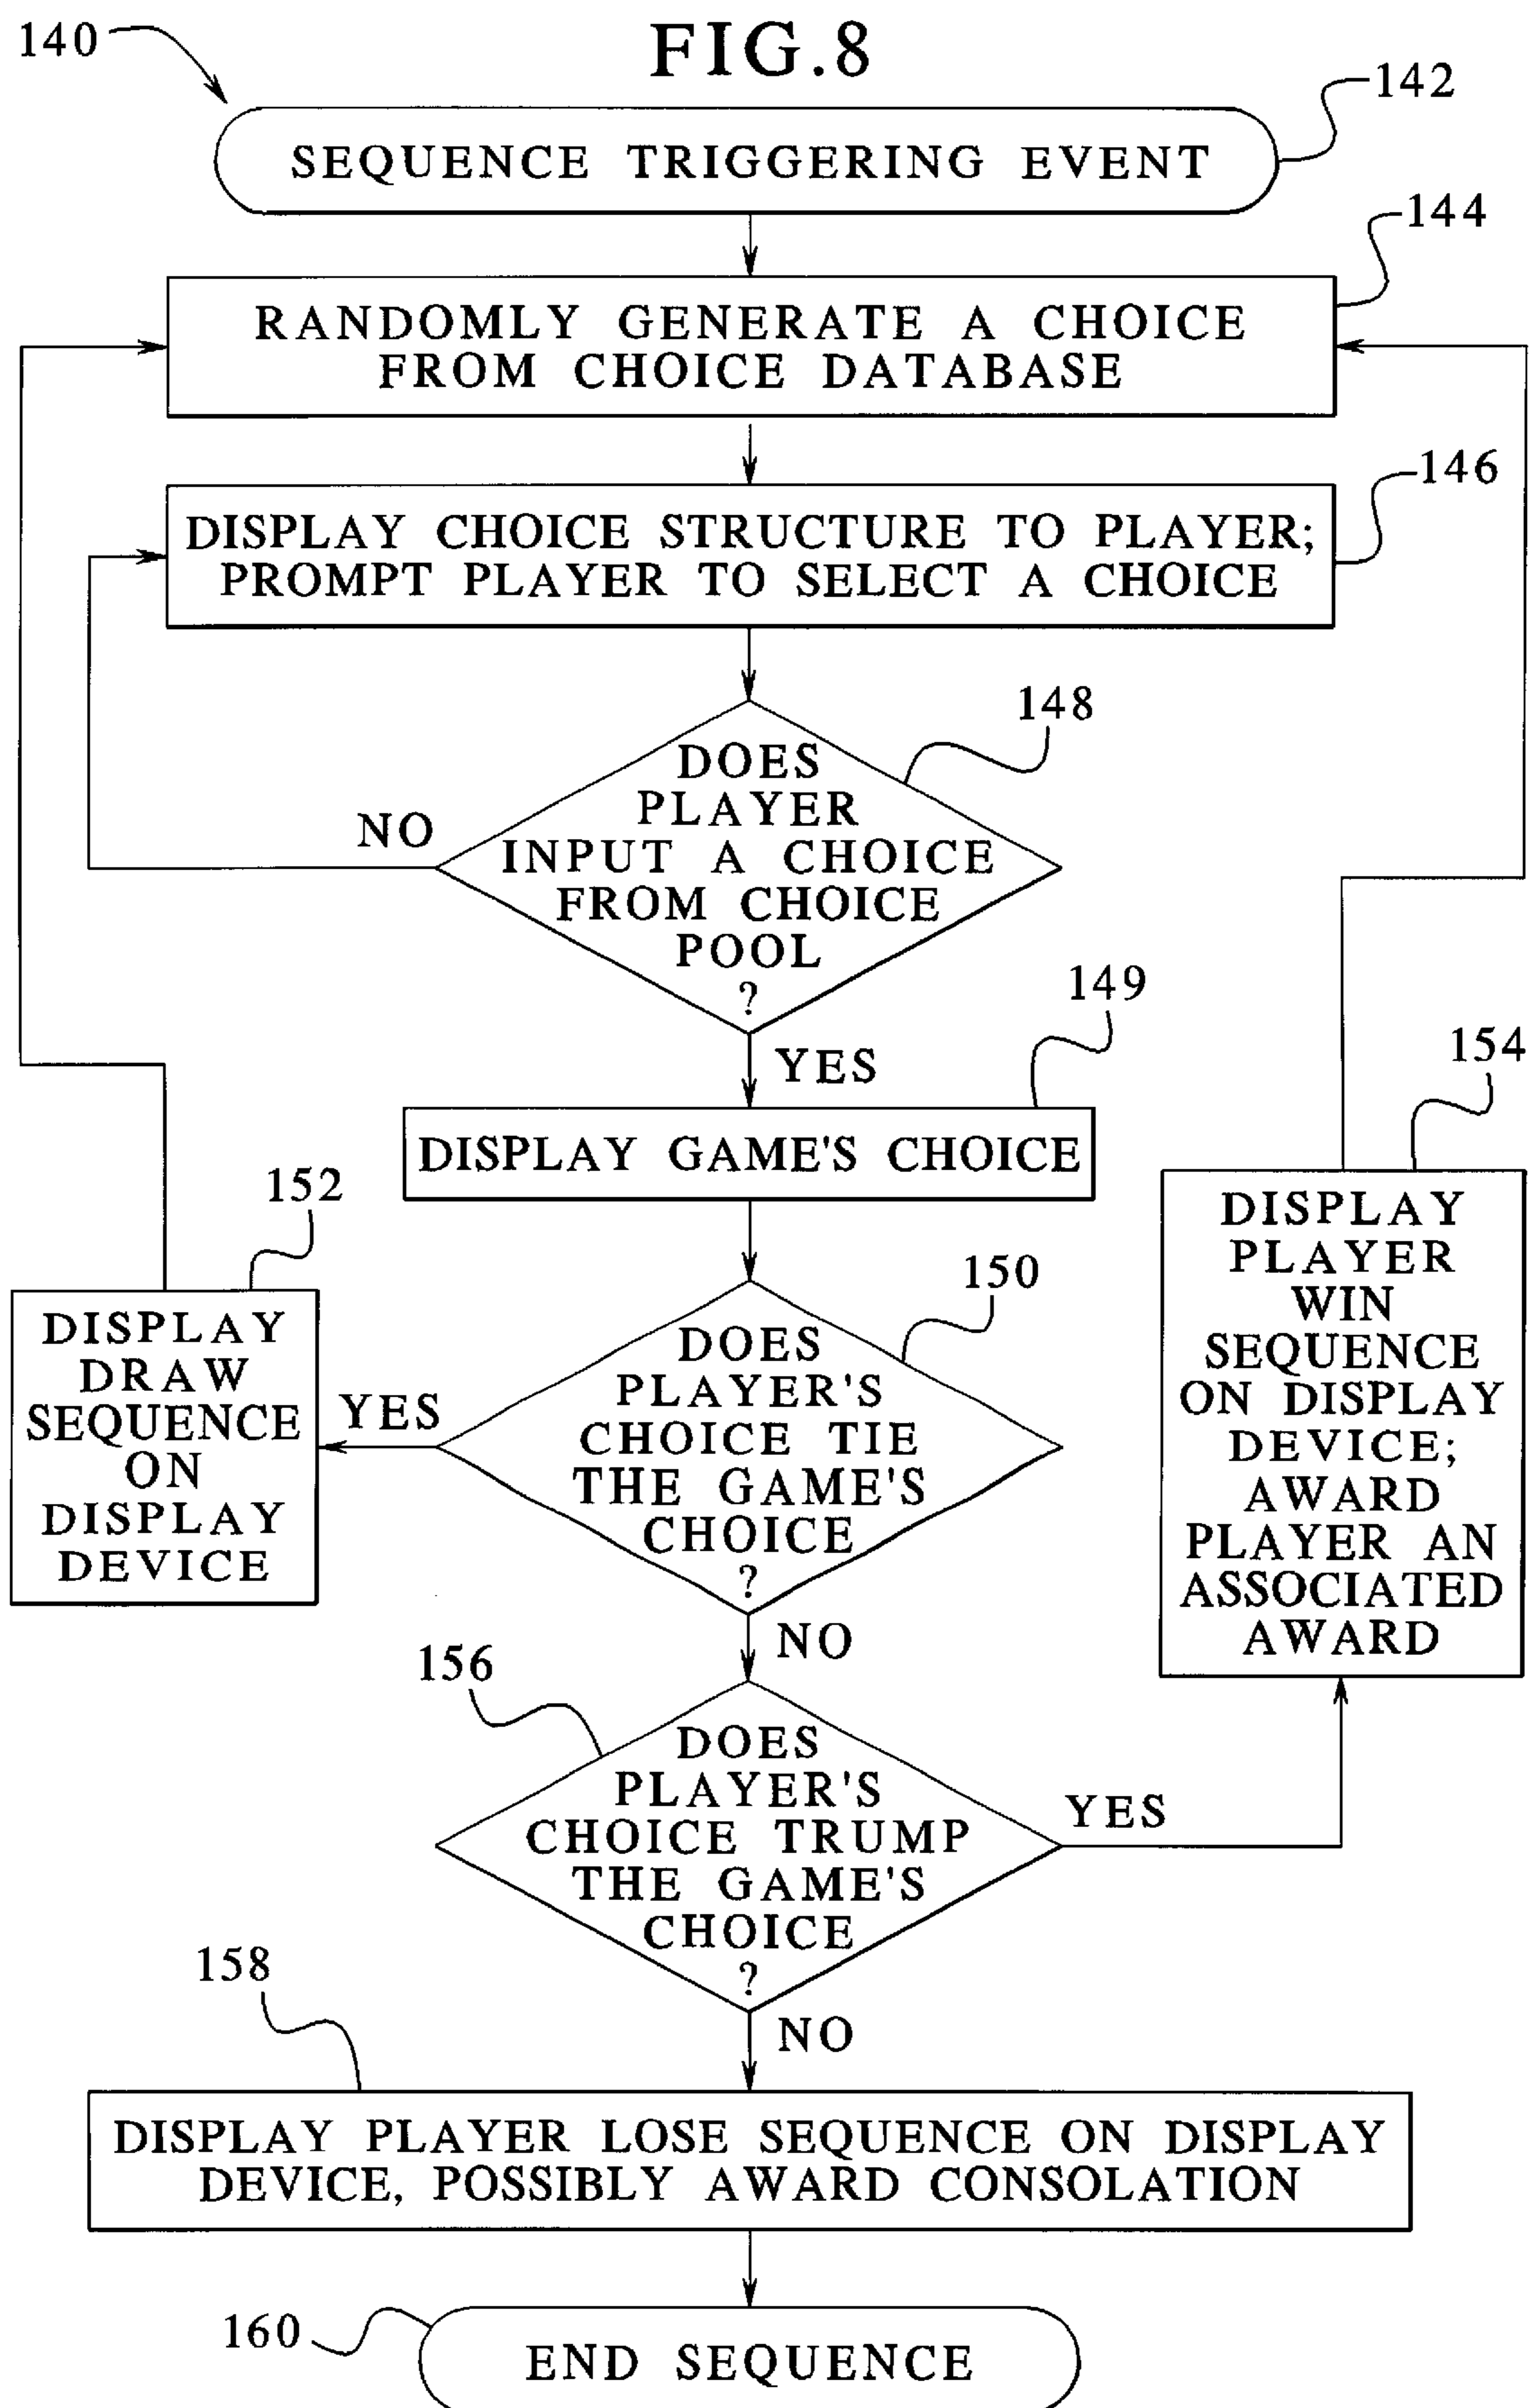 FIG.8
140
142
SEQUENCE TRIGGERING EVENT
144
RANDOMLY GENERATE A CHOICE
FROM CHOICE DATABASE
146
DISPLAY CHOICE STRUCTURE TO PLAYER;
PROMPT PLAYER TO SELECT A CHOICE
148
DOES
PLAYER
INPUT A CHOICE
FROM CHOICE
POOL
?
NO
YES
149
DISPLAY GAME'S CHOICE
150
DOES
PLAYER'S
CHOICE TIE
THE GAME'S
CHOICE
?
YES
152
DISPLAY
DRAW
SEQUENCE
ON
DISPLAY
DEVICE
NO
154
DISPLAY
PLAYER
WIN
SEQUENCE
ON DISPLAY
DEVICE;
AWARD
PLAYER AN
ASSOCIATED
AWARD
156
DOES
PLAYER'S
CHOICE TRUMP
THE GAME'S
CHOICE
?
YES
NO
158
DISPLAY PLAYER LOSE SEQUENCE ON DISPLAY
DEVICE, POSSIBLY AWARD CONSOLATION
160
END SEQUENCE